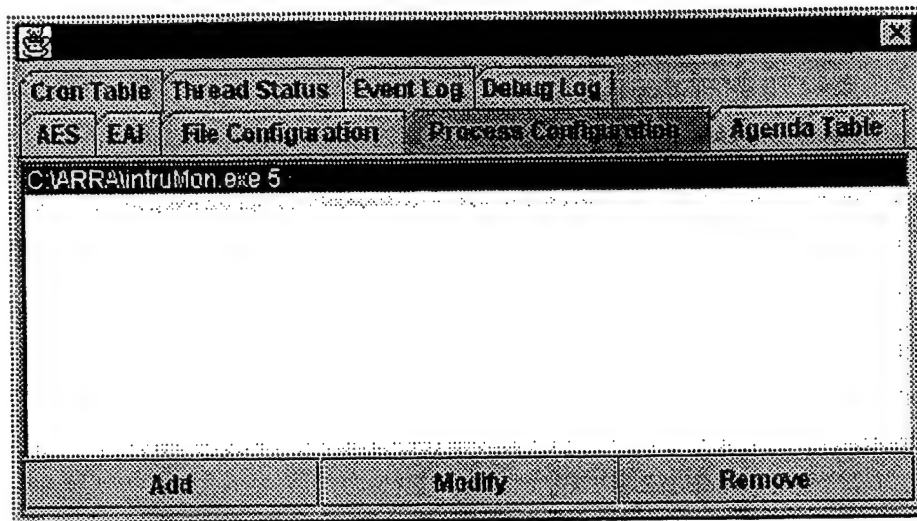 Cron Table Thread Status Event Log Debug Log
AES EAI File Configuration Process Configuration Agenda Table
C:\ARRA\intruMon.exe 5
Add Modify Remove